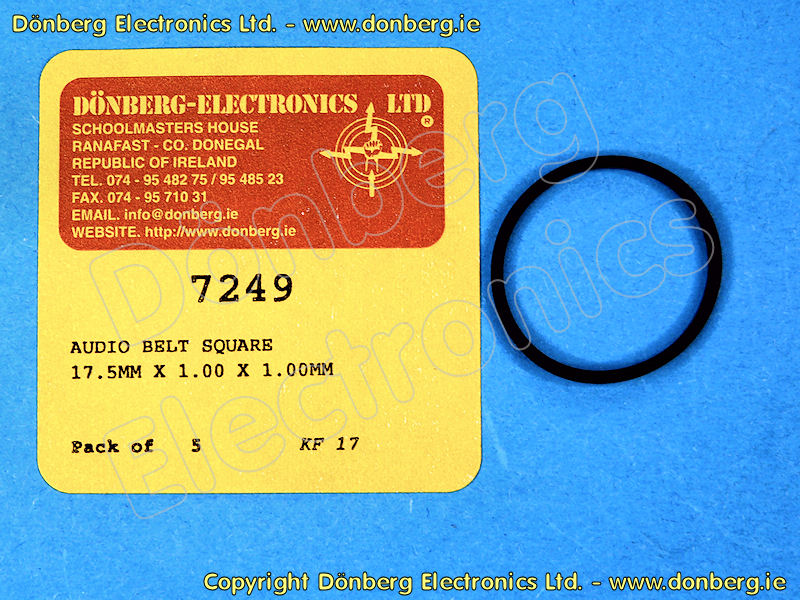 Dönberg Electronics Ltd. - www.donberg.ie
DÖNBERG-ELECTRONICS LTD
®
SCHOOLMASTERS HOUSE
RANAFAST - CO. DONEGAL
REPUBLIC OF IRELAND
TEL. 074 - 95 482 75 / 95 485 23
FAX. 074 - 95 710 31
EMAIL. info@donberg.ie
WEBSITE. http://www.donberg.ie
7249
AUDIO BELT SQUARE
17.5MM X 1.00 X 1.00MM
Pack of 5 KF 17
Dönberg
Electronics
Copyright Dönberg Electronics Ltd. - www.donberg.ie